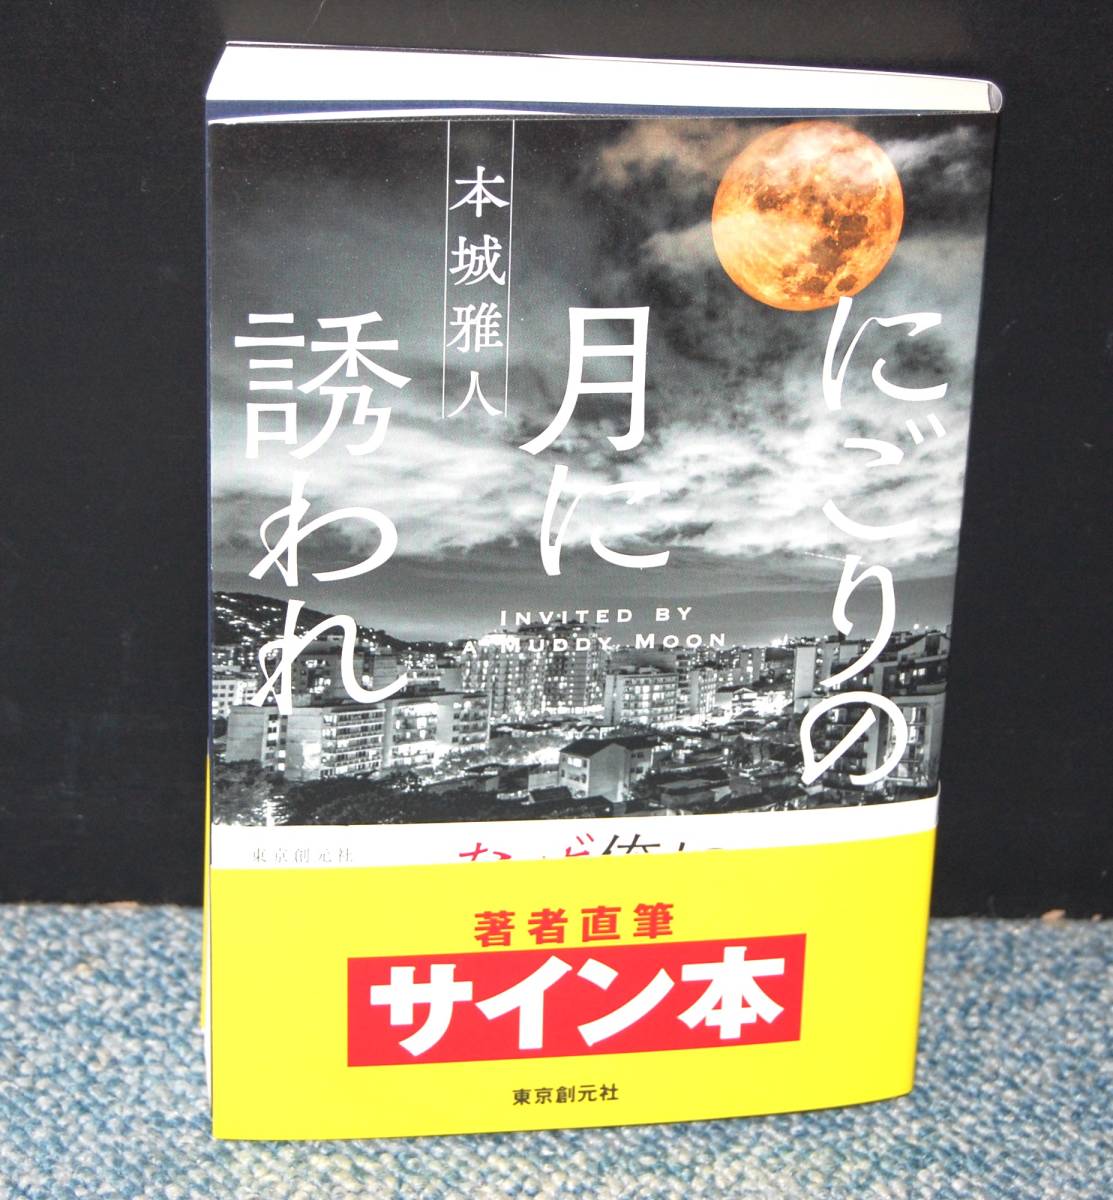 にごりの
月に
誘われ
本城雅人
INVITED BY
A MUDDY MOON
東京創元社
著者直筆
サイン本
東京創元社